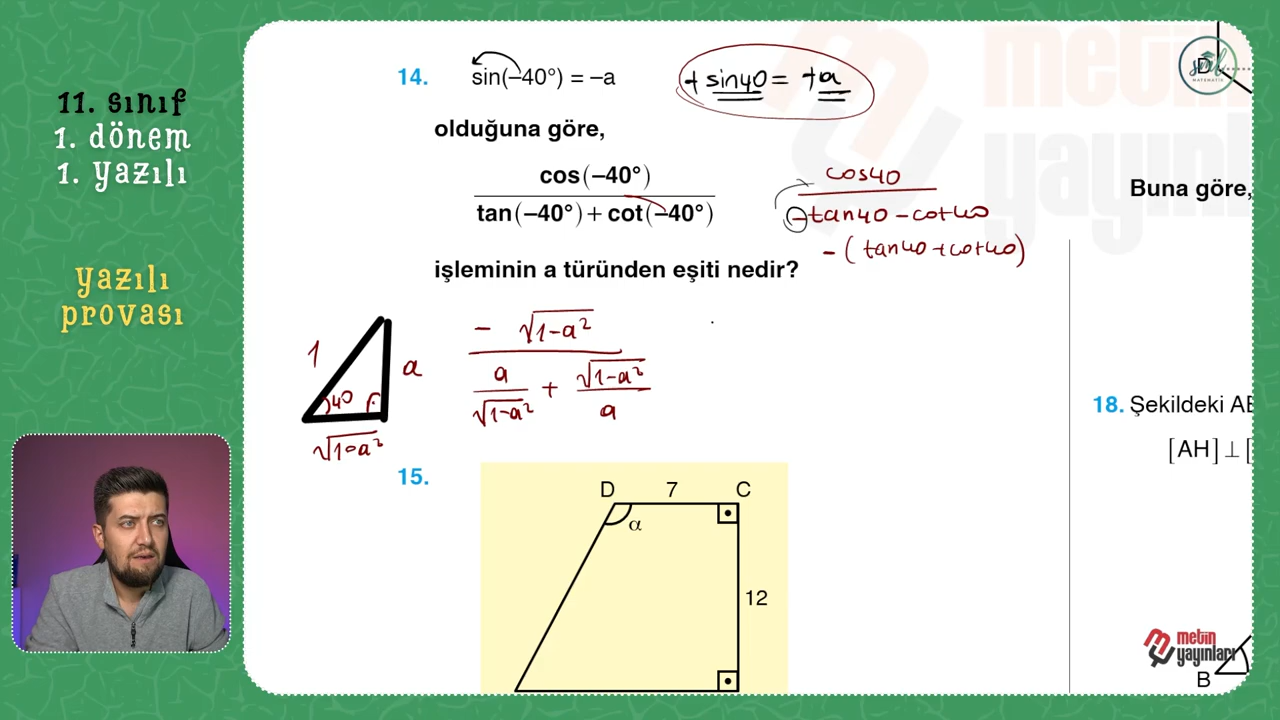 11. sınıf
1. dönem
1. yazılı
yazılı
provası
14. sin(−40°) = −a
+ sin40 = +a
olduğuna göre,
cos(−40°)
tan(−40°) + cot(−40°)
cos40
−tan40 − cot40
−(tan40 + cot40)
işleminin a türünden eşiti nedir?
1
a
40
√1−a²
− √1−a²
a
√1−a²
+
√1−a²
a
15.
D 7 C
α
12
metin
yayınları
D
Buna göre,
18. Şekildeki AB
[AH] ⊥ [
metin
yayınları
B